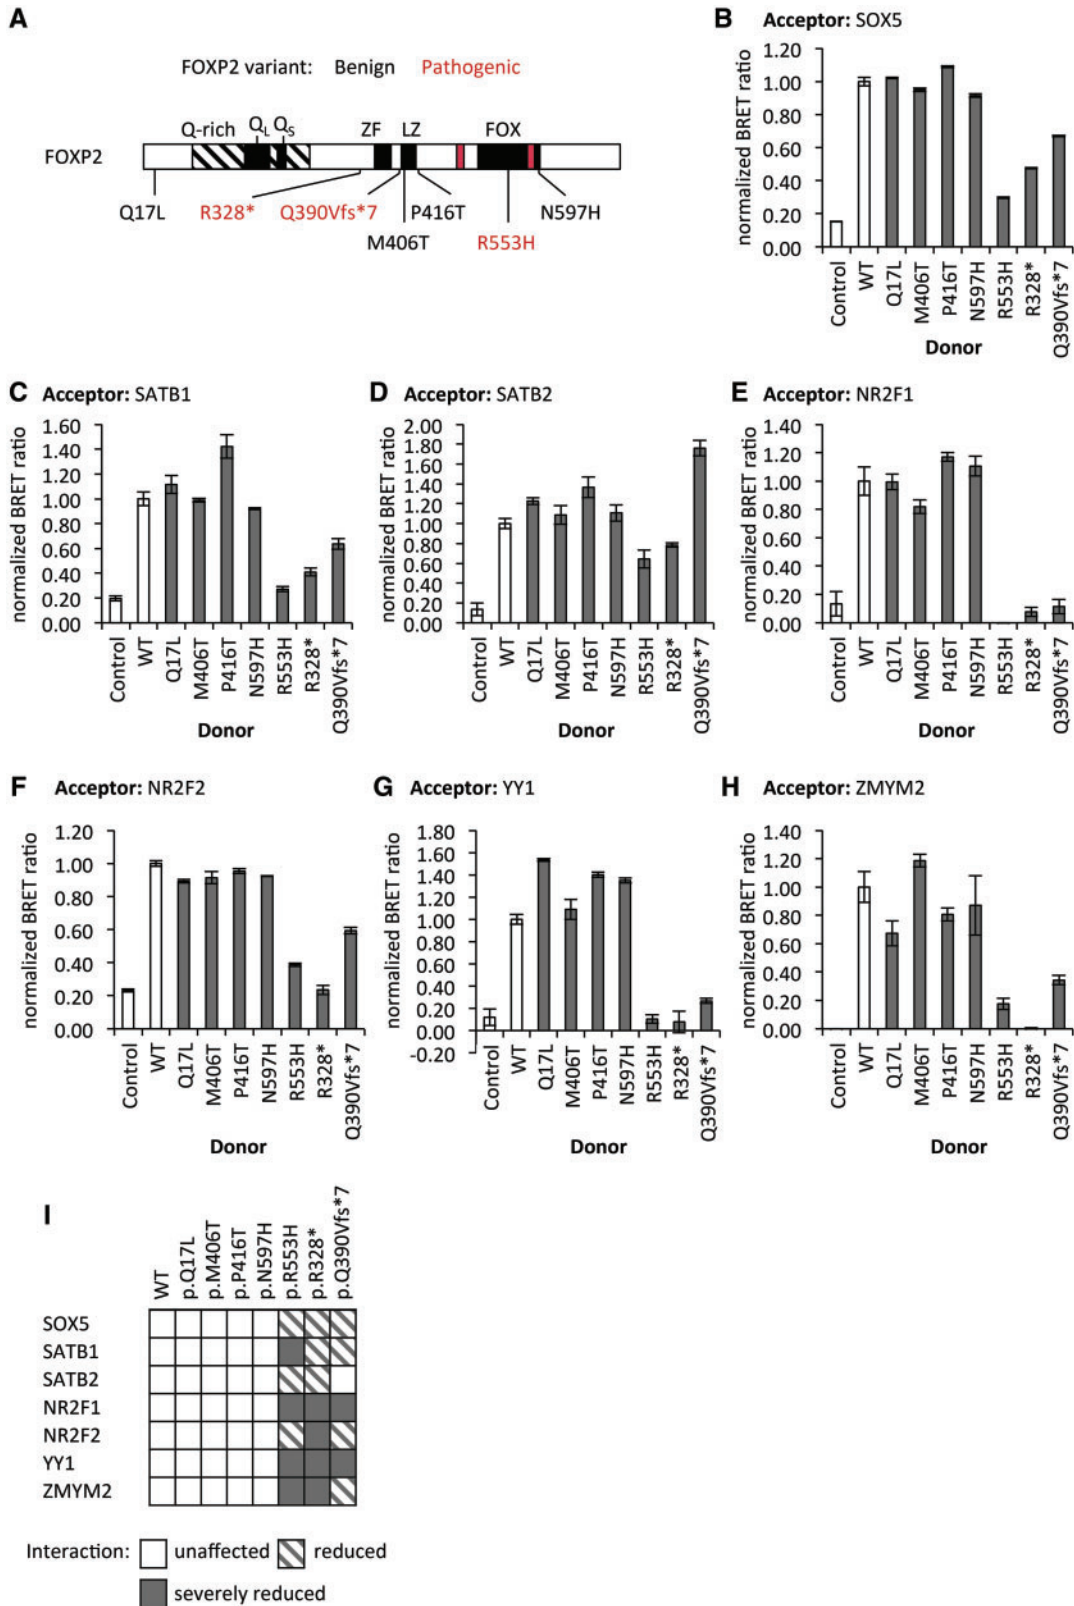 A
FOXP2 variant: Benign Pathogenic
Q-rich QL QS ZF LZ FOX
FOXP2
Q17L R328* Q390Vfs*7 P416T N597H
M406T R553H
B Acceptor: SOX5
normalized BRET ratio
1.20
1.00
0.80
0.60
0.40
0.20
0.00
Control WT Q17L M406T P416T N597H R553H R328* Q390Vfs*7
Donor
C Acceptor: SATB1
normalized BRET ratio
1.60
1.40
1.20
1.00
0.80
0.60
0.40
0.20
0.00
Control WT Q17L M406T P416T N597H R553H R328* Q390Vfs*7
Donor
D Acceptor: SATB2
normalized BRET ratio
2.00
1.80
1.60
1.40
1.20
1.00
0.80
0.60
0.40
0.20
0.00
Control WT Q17L M406T P416T N597H R553H R328* Q390Vfs*7
Donor
E Acceptor: NR2F1
normalized BRET ratio
1.40
1.20
1.00
0.80
0.60
0.40
0.20
0.00
Control WT Q17L M406T P416T N597H R553H R328* Q390Vfs*7
Donor
F Acceptor: NR2F2
normalized BRET ratio
1.20
1.00
0.80
0.60
0.40
0.20
0.00
Control WT Q17L M406T P416T N597H R553H R328* Q390Vfs*7
Donor
G Acceptor: YY1
normalized BRET ratio
1.80
1.60
1.40
1.20
1.00
0.80
0.60
0.40
0.20
0.00
-0.20
Control WT Q17L M406T P416T N597H R553H R328* Q390Vfs*7
Donor
H Acceptor: ZMYM2
normalized BRET ratio
1.40
1.20
1.00
0.80
0.60
0.40
0.20
0.00
Control WT Q17L M406T P416T N597H R553H R328* Q390Vfs*7
Donor
I
WT p.Q17L p.M406T p.P416T p.N597H p.R553H p.R328* p.Q390Vfs*7
SOX5
SATB1
SATB2
NR2F1
NR2F2
YY1
ZMYM2
Interaction: unaffected reduced
severely reduced